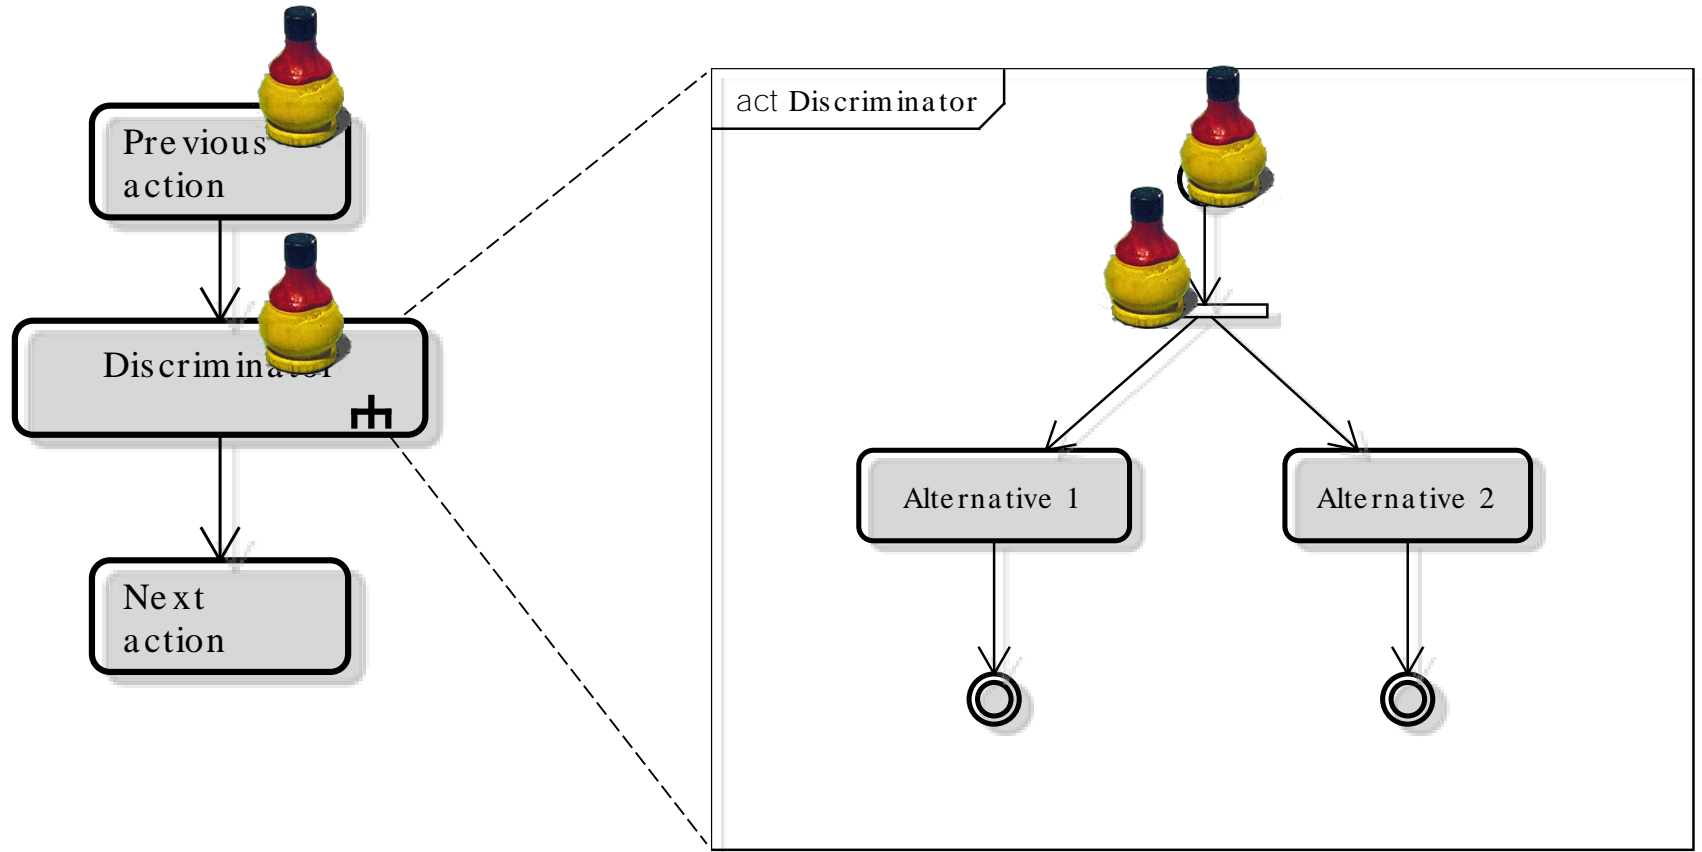 Previous
action
Discriminator
Next
action
act Discriminator
Alternative 1
Alternative 2